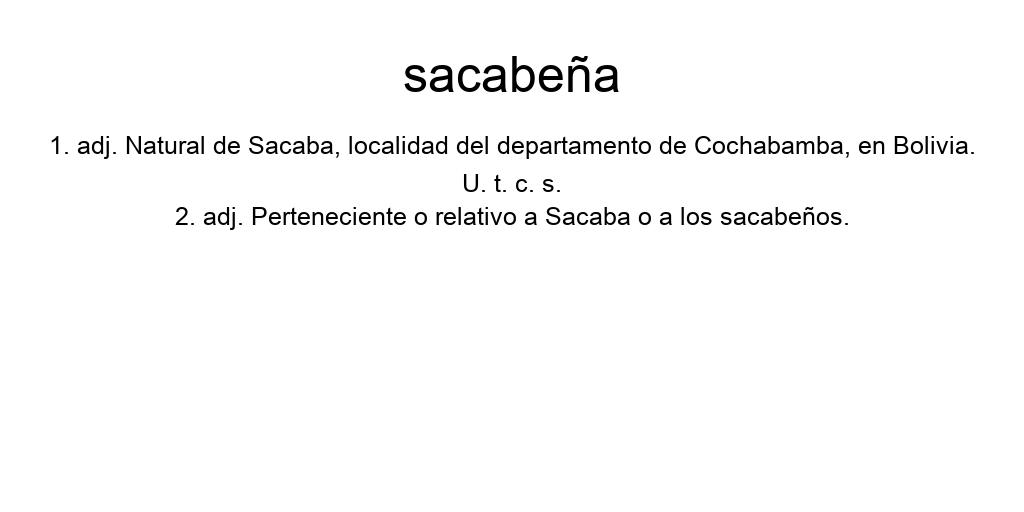 sacabeña
1. adj. Natural de Sacaba, localidad del departamento de Cochabamba, en Bolivia.
U. t. c. s.
2. adj. Perteneciente o relativo a Sacaba o a los sacabeños.